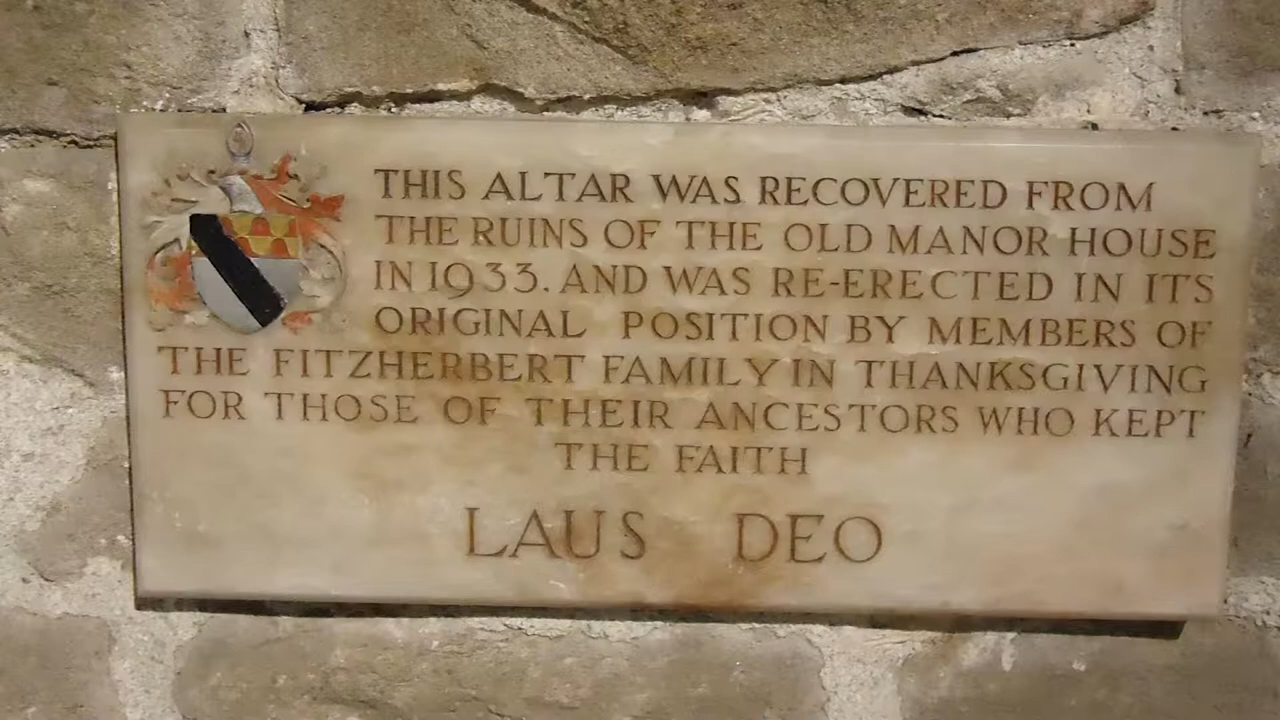 THIS ALTAR WAS RECOVERED FROM
THE RUINS OF THE OLD MANOR HOUSE
IN 1933. AND WAS RE-ERECTED IN ITS
ORIGINAL POSITION BY MEMBERS OF
THE FITZHERBERT FAMILY IN THANKSGIVING
FOR THOSE OF THEIR ANCESTORS WHO KEPT
THE FAITH
LAUS DEO